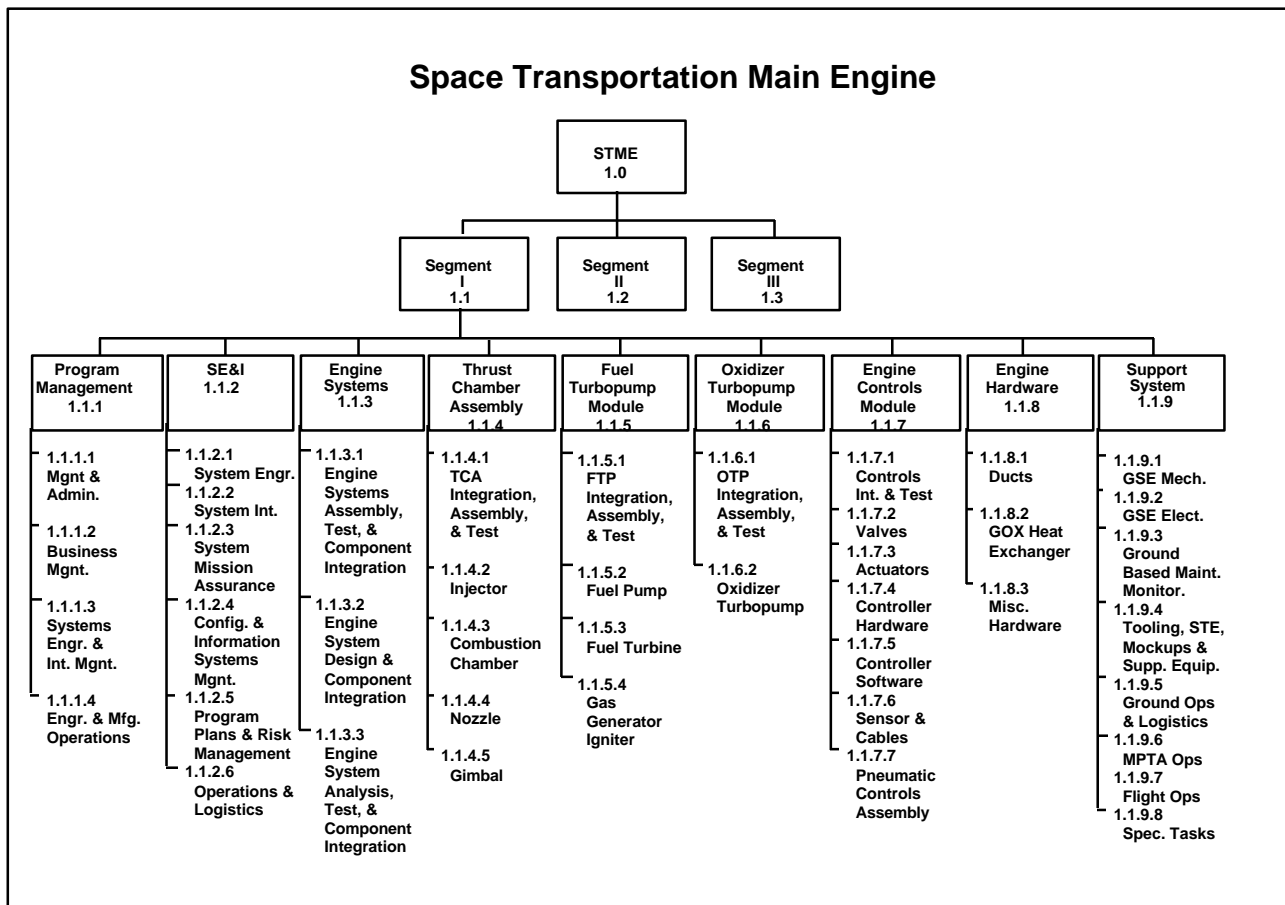 Space Transportation Main Engine
STME
1.0
Segment
I
1.1
Segment
II
1.2
Segment
III
1.3
Program
Management
1.1.1
SE&I
1.1.2
Engine
Systems
1.1.3
Thrust
Chamber
Assembly
1.1.4
Fuel
Turbopump
Module
1.1.5
Oxidizer
Turbopump
Module
1.1.6
Engine
Controls
Module
1.1.7
Engine
Hardware
1.1.8
Support
System
1.1.9
1.1.1.1
Mgnt &
Admin.
1.1.1.2
Business
Mgnt.
1.1.1.3
Systems
Engr. &
Int. Mgnt.
1.1.1.4
Engr. & Mfg.
Operations
1.1.2.1
System Engr.
1.1.2.2
System Int.
1.1.2.3
System
Mission
Assurance
1.1.2.4
Config. &
Information
Systems
Mgnt.
1.1.2.5
Program
Plans & Risk
Management
1.1.2.6
Operations &
Logistics
1.1.3.1
Engine
Systems
Assembly,
Test, &
Component
Integration
1.1.3.2
Engine
System
Design &
Component
Integration
1.1.3.3
Engine
System
Analysis,
Test, &
Component
Integration
1.1.4.1
TCA
Integration,
Assembly,
& Test
1.1.4.2
Injector
1.1.4.3
Combustion
Chamber
1.1.4.4
Nozzle
1.1.4.5
Gimbal
1.1.5.1
FTP
Integration,
Assembly,
& Test
1.1.5.2
Fuel Pump
1.1.5.3
Fuel Turbine
1.1.5.4
Gas
Generator
Igniter
1.1.6.1
OTP
Integration,
Assembly,
& Test
1.1.6.2
Oxidizer
Turbopump
1.1.7.1
Controls
Int. & Test
1.1.7.2
Valves
1.1.7.3
Actuators
1.1.7.4
Controller
Hardware
1.1.7.5
Controller
Software
1.1.7.6
Sensor &
Cables
1.1.7.7
Pneumatic
Controls
Assembly
1.1.8.1
Ducts
1.1.8.2
GOX Heat
Exchanger
1.1.8.3
Misc.
Hardware
1.1.9.1
GSE Mech.
1.1.9.2
GSE Elect.
1.1.9.3
Ground
Based Maint.
Monitor.
1.1.9.4
Tooling, STE,
Mockups &
Supp. Equip.
1.1.9.5
Ground Ops
& Logistics
1.1.9.6
MPTA Ops
1.1.9.7
Flight Ops
1.1.9.8
Spec. Tasks